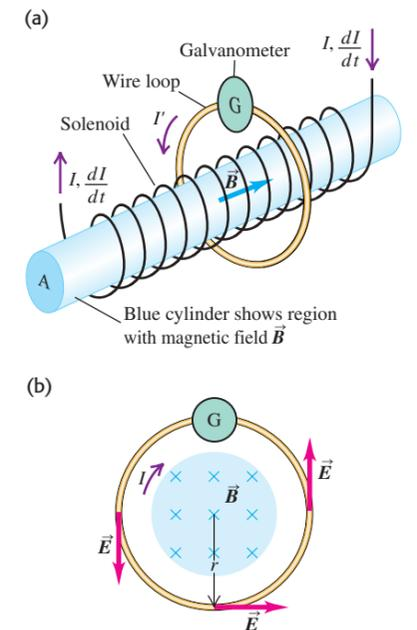 (a)
Galvanometer
I, dI/dt
Wire loop
G
Solenoid
I′
I, dI/dt
B⃗
A
Blue cylinder shows region
with magnetic field B⃗
(b)
G
I
× × ×
B⃗
E⃗
× × ×
E⃗
× × ×
r
E⃗